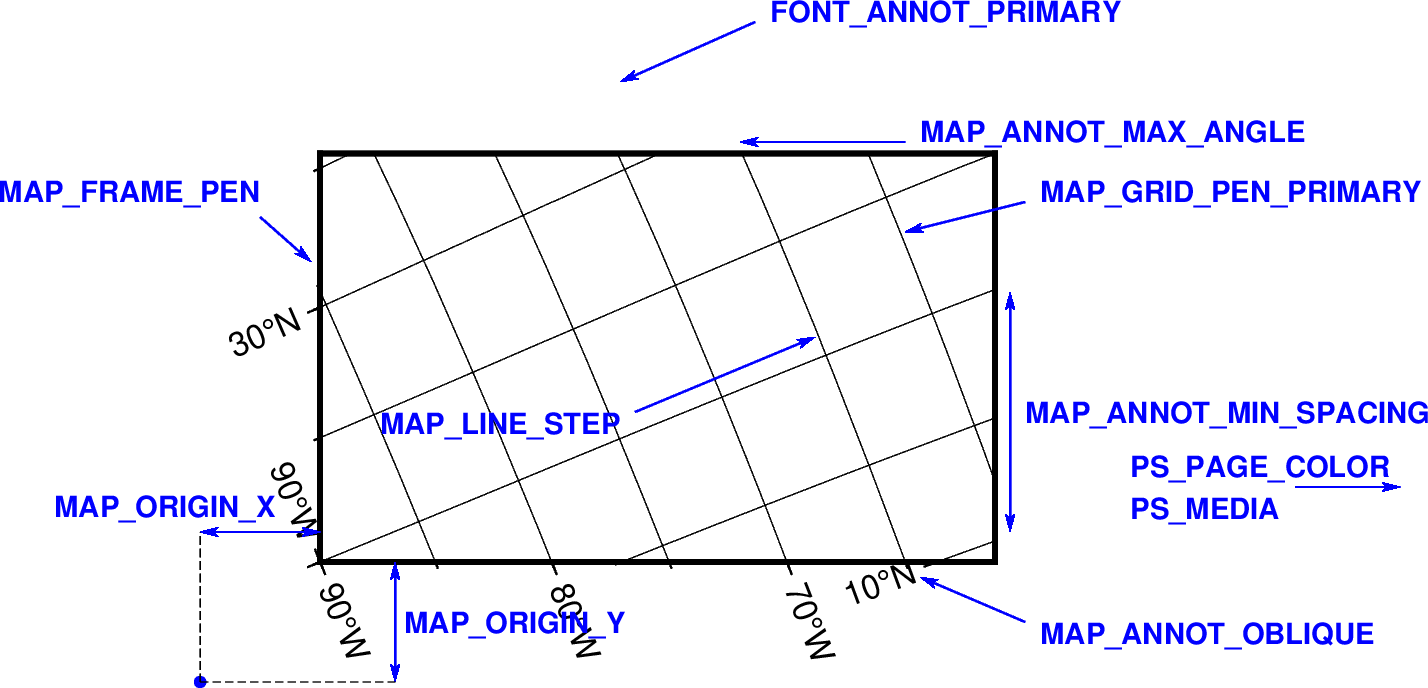 FONT_ANNOT_PRIMARY
MAP_ANNOT_MAX_ANGLE
MAP_FRAME_PEN
MAP_GRID_PEN_PRIMARY
30°N
MAP_LINE_STEP
MAP_ANNOT_MIN_SPACING
PS_PAGE_COLOR
90°W
MAP_ORIGIN_X
PS_MEDIA
10°N
90°W
80°W
70°W
MAP_ORIGIN_Y
MAP_ANNOT_OBLIQUE